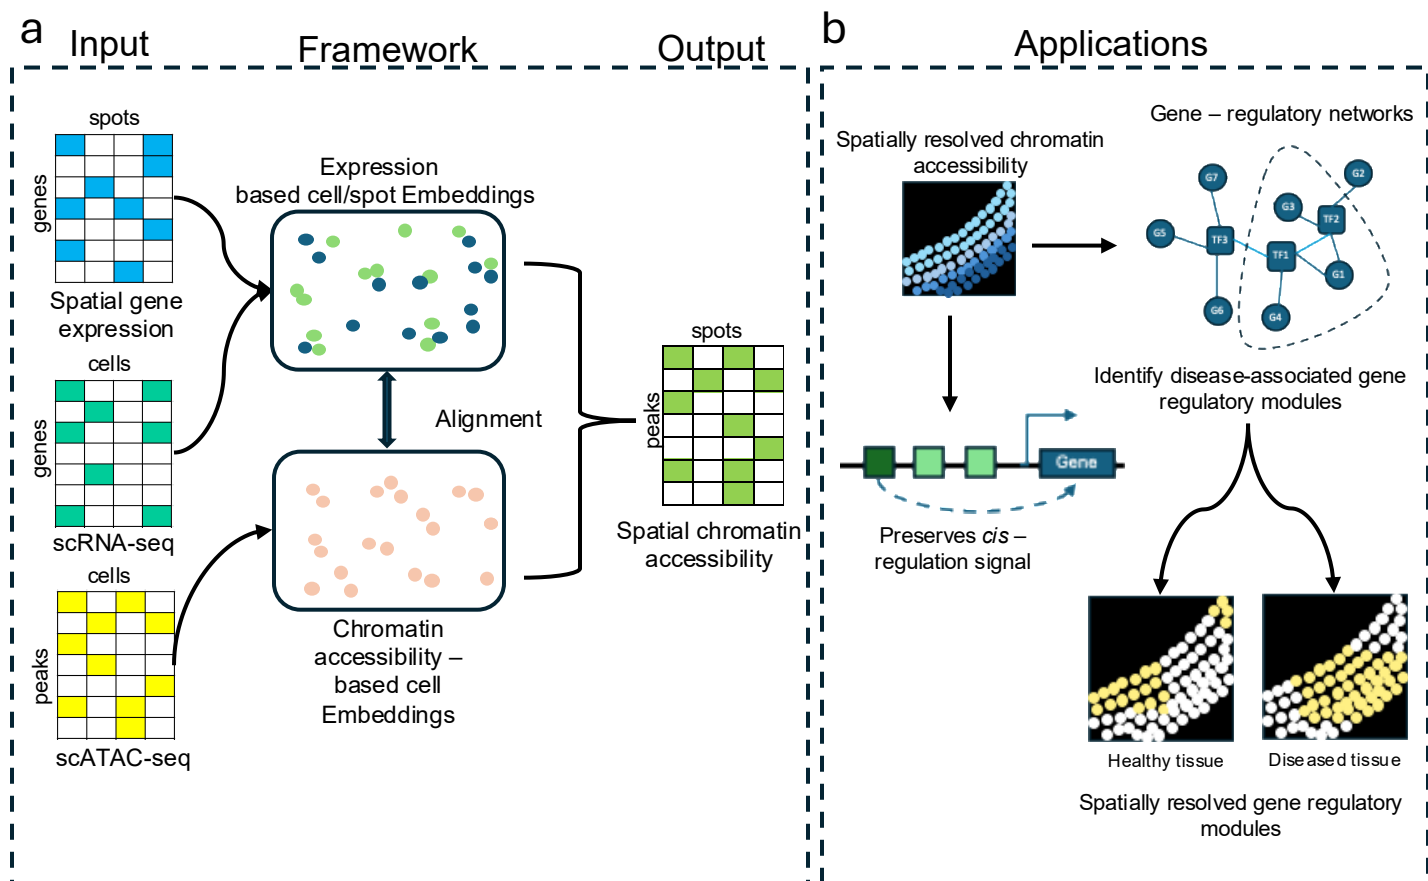 a
Input
Framework
Output
spots
genes
Spatial gene
expression
cells
genes
scRNA-seq
cells
peaks
scATAC-seq
Expression
based cell/spot Embeddings
Alignment
Chromatin
accessibility –
based cell
Embeddings
spots
peaks
Spatial chromatin
accessibility
b
Applications
Spatially resolved chromatin
accessibility
Gene – regulatory networks
G7
G2
G3
TF2
G5
TF3
TF1
G1
G6
G4
Identify disease-associated gene
regulatory modules
Gene
Preserves cis –
regulation signal
Healthy tissue
Diseased tissue
Spatially resolved gene regulatory
modules